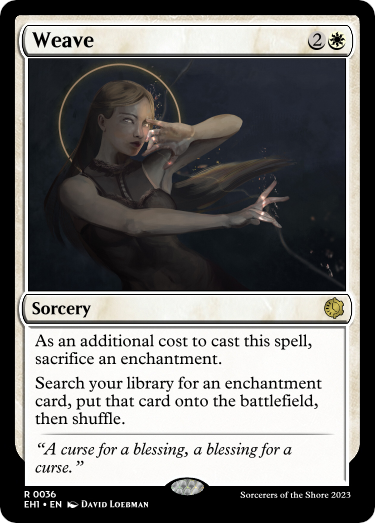 Weave 2
Sorcery
As an additional cost to cast this spell,
sacrifice an enchantment.
Search your library for an enchantment
card, put that card onto the battlefield,
then shuffle.
“A curse for a blessing, a blessing for a
curse.”
R 0036
EH1 • EN DAVID LOEBMAN
Sorcerers of the Shore 2023